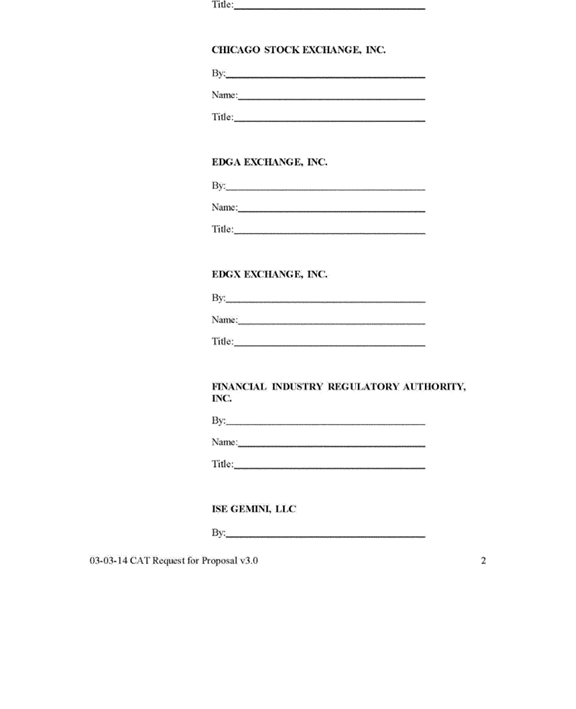 Title:
CHICAGO STOCK EXCHANGE, INC.
By:
Name:
Title:
EDGA EXCHANGE, INC.
By:
Name:
Title:
EDGX EXCHANGE, INC.
By:
Name:
Title:
FINANCIAL INDUSTRY REGULATORY AUTHORITY,
INC.
By:
Name:
Title:
ISE GEMINI, LLC
By:
03-03-14 CAT Request for Proposal v3.0 2